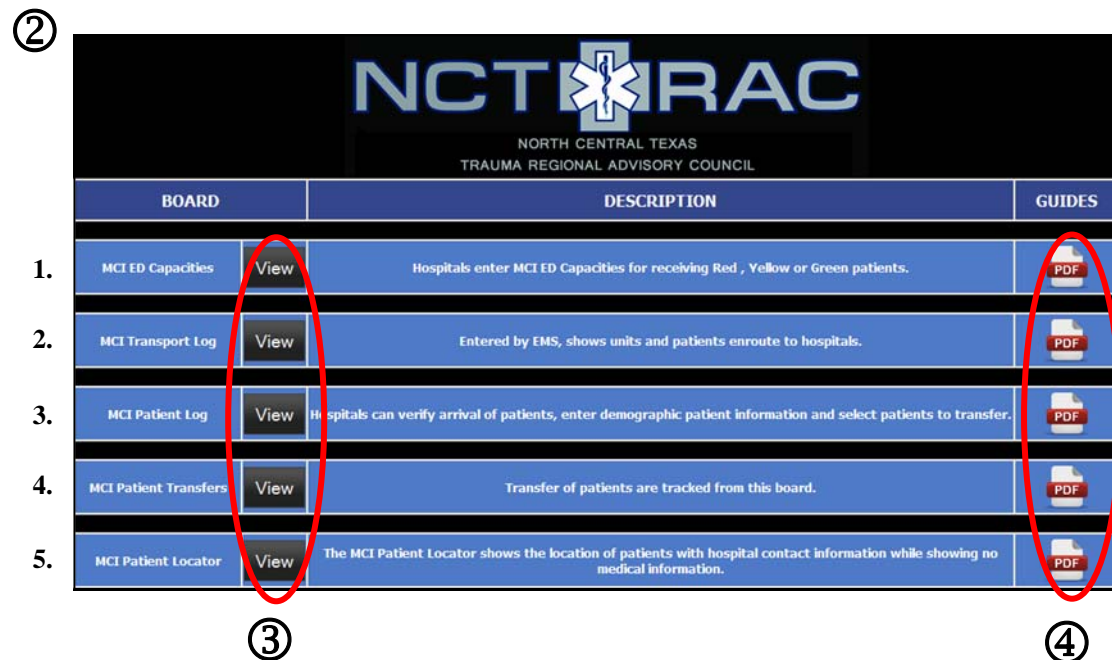 ②
NCT RAC
NORTH CENTRAL TEXAS
TRAUMA REGIONAL ADVISORY COUNCIL
BOARD DESCRIPTION GUIDES
1. MCI ED Capacities View Hospitals enter MCI ED Capacities for receiving Red , Yellow or Green patients. PDF
2. MCI Transport Log View Entered by EMS, shows units and patients enroute to hospitals. PDF
3. MCI Patient Log View Hospitals can verify arrival of patients, enter demographic patient information and select patients to transfer. PDF
4. MCI Patient Transfers View Transfer of patients are tracked from this board. PDF
5. MCI Patient Locator View The MCI Patient Locator shows the location of patients with hospital contact information while showing no
medical information. PDF
③ ④